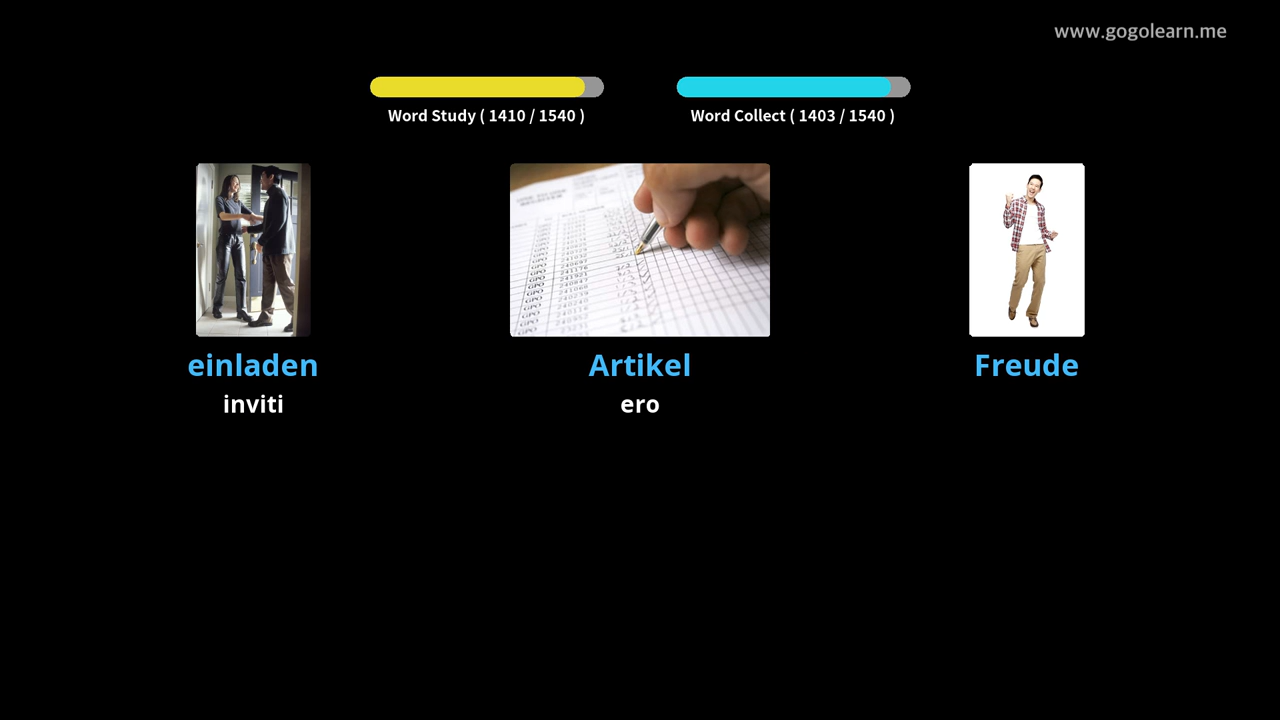 www.gogolearn.me
Word Study ( 1410 / 1540 )
Word Collect ( 1403 / 1540 )
einladen
inviti
Artikel
ero
Freude